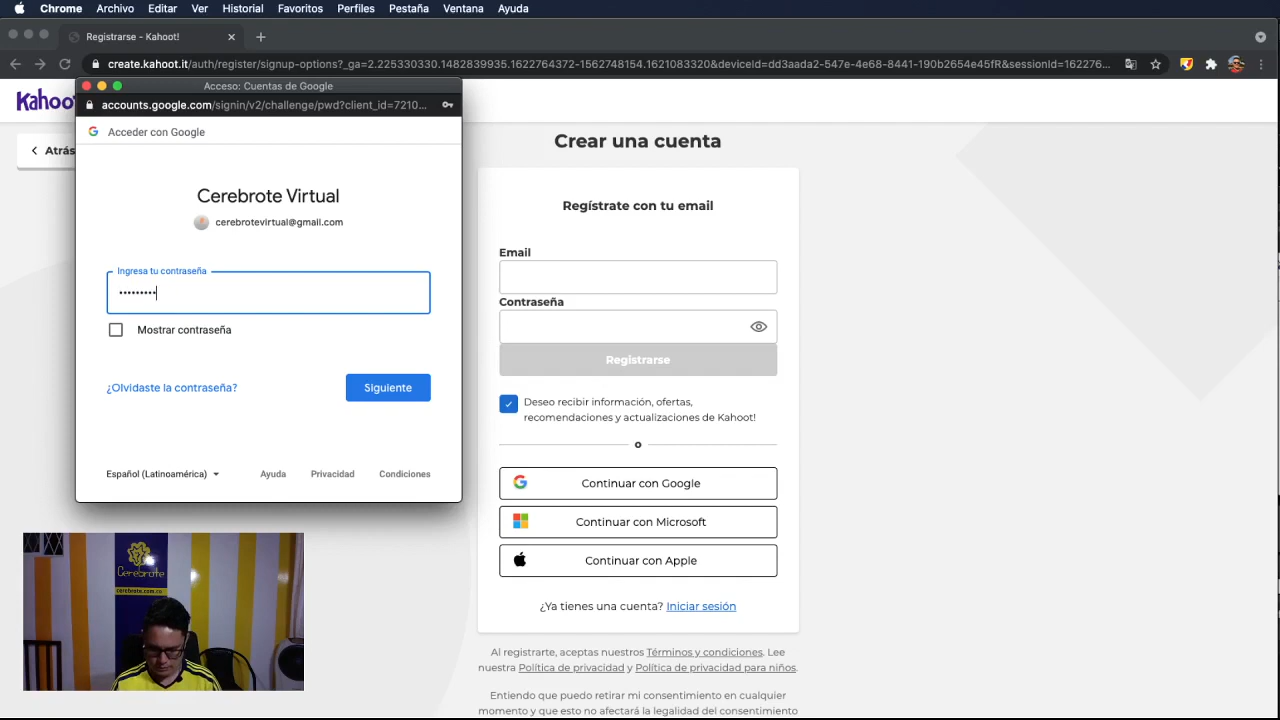 Chrome Archivo Editar Ver Historial Favoritos Perfiles Pestaña Ventana Ayuda
Registrarse - Kahoot!
create.kahoot.it/auth/register/signup-options?_ga=2.225330330.1482839935.1622764372-1562748154.1621083320&deviceId=dd3aada2-547e-4e68-8441-190b2654e45fR&sessionId=162276...
Kahoo
Atrás
Acceso: Cuentas de Google
accounts.google.com/signin/v2/challenge/pwd?client_id=7210...
Acceder con Google
Cerebrote Virtual
cerebrotevirtual@gmail.com
Ingresa tu contraseña
•••••••••
Mostrar contraseña
¿Olvidaste la contraseña?
Siguiente
Español (Latinoamérica)
Ayuda
Privacidad
Condiciones
Crear una cuenta
Regístrate con tu email
Email
Contraseña
Registrarse
Deseo recibir información, ofertas,
recomendaciones y actualizaciones de Kahoot!
o
Continuar con Google
Continuar con Microsoft
Continuar con Apple
¿Ya tienes una cuenta? Iniciar sesión
Al registrarte, aceptas nuestros Términos y condiciones. Lee
nuestra Política de privacidad y Política de privacidad para niños.
Entiendo que puedo retirar mi consentimiento en cualquier
momento y que esto no afectará la legalidad del consentimiento
Cerebrote
cerebrote.com.co